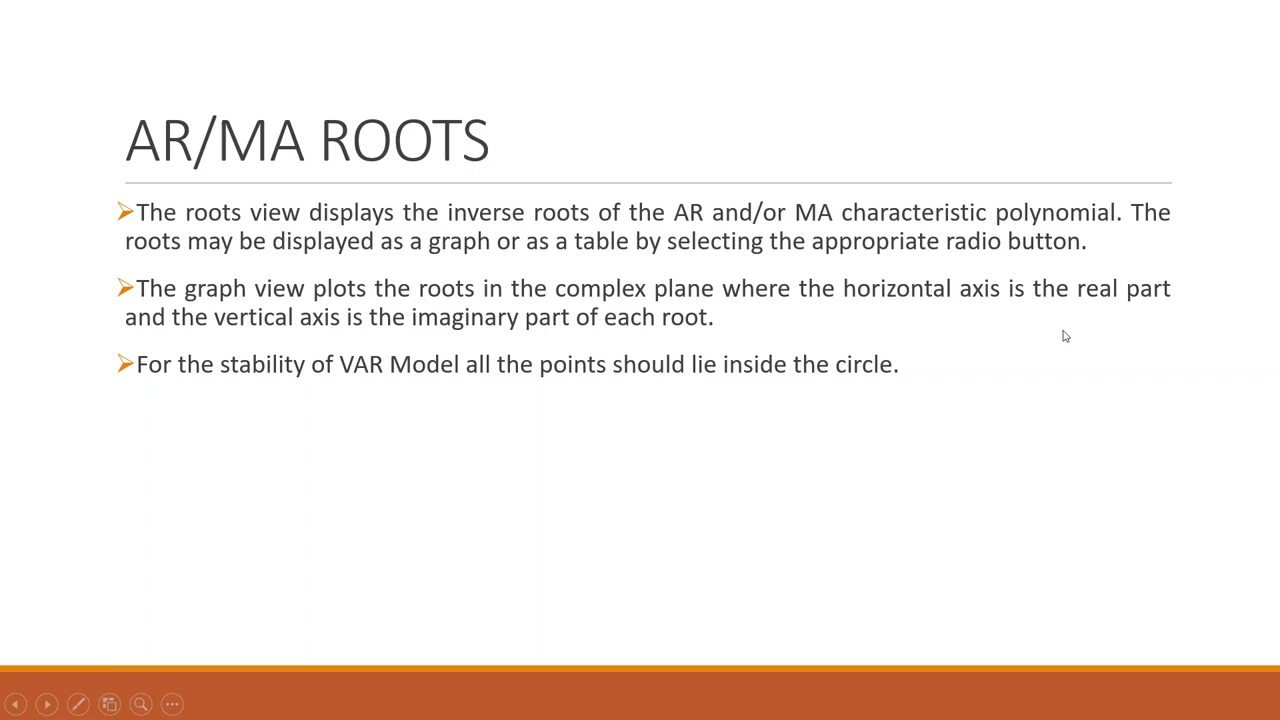 AR/MA ROOTS
The roots view displays the inverse roots of the AR and/or MA characteristic polynomial. The
roots may be displayed as a graph or as a table by selecting the appropriate radio button.
The graph view plots the roots in the complex plane where the horizontal axis is the real part
and the vertical axis is the imaginary part of each root.
For the stability of VAR Model all the points should lie inside the circle.